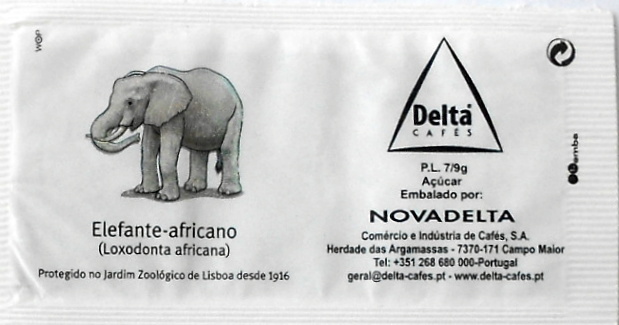 WOP
Elefante-africano
(Loxodonta africana)
Protegido no Jardim Zoológico de Lisboa desde 1916
Delta
CAFÉS
P.L. 7/9g
Açúcar
Embalado por:
NOVADELTA
Comércio e Indústria de Cafés, S.A.
Herdade das Argamassas - 7370-171 Campo Maior
Tel: +351 268 680 000-Portugal
geral@delta-cafes.pt - www.delta-cafes.pt